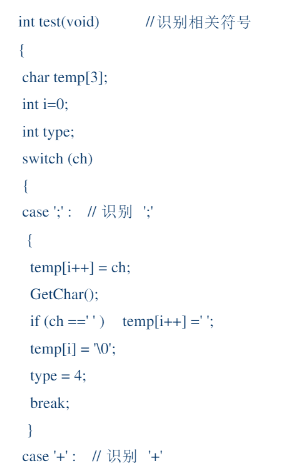 int test(void)          //识别相关符号
{
char temp[3];
int i=0;
int type;
switch (ch)
{
case ';' :   // 识别  ';'
{
temp[i++] = ch;
GetChar();
if (ch ==' ' )    temp[i++] =' ';
temp[i] = '\0';
type = 4;
break;
}
case '+' :   // 识别  '+'